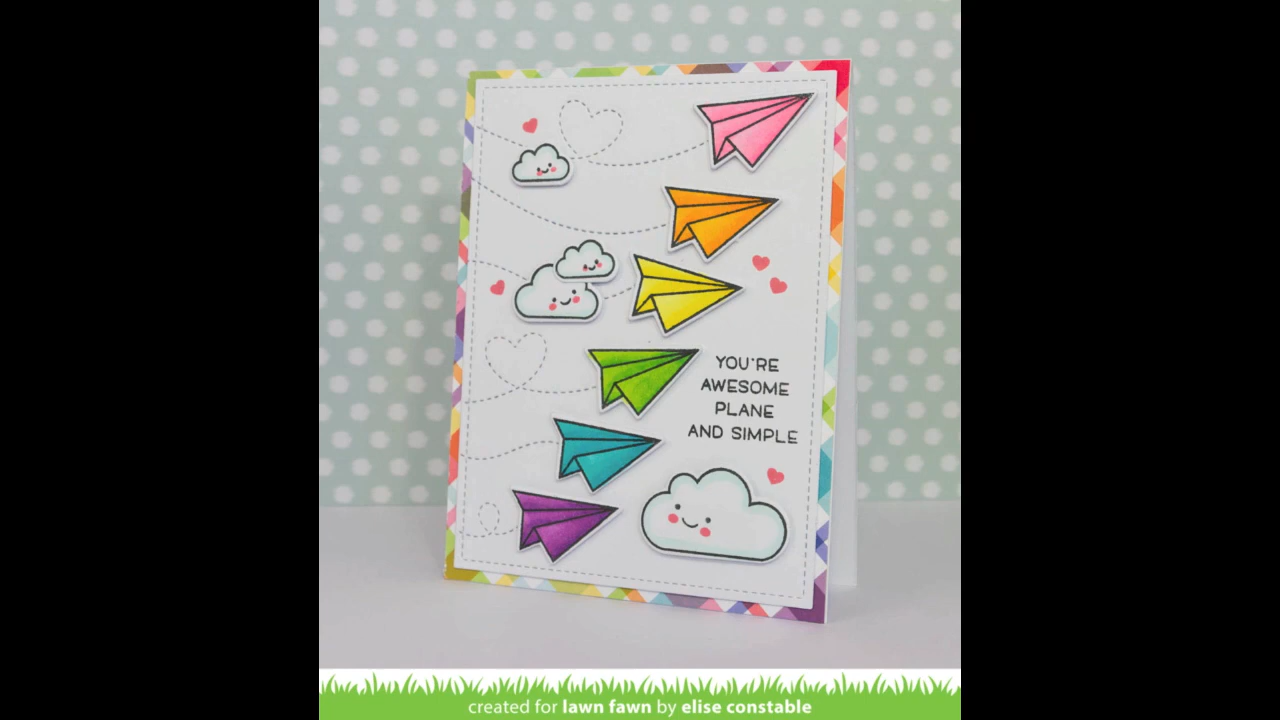 YOU'RE
AWESOME
PLANE
AND SIMPLE
created for lawn fawn by elise constable